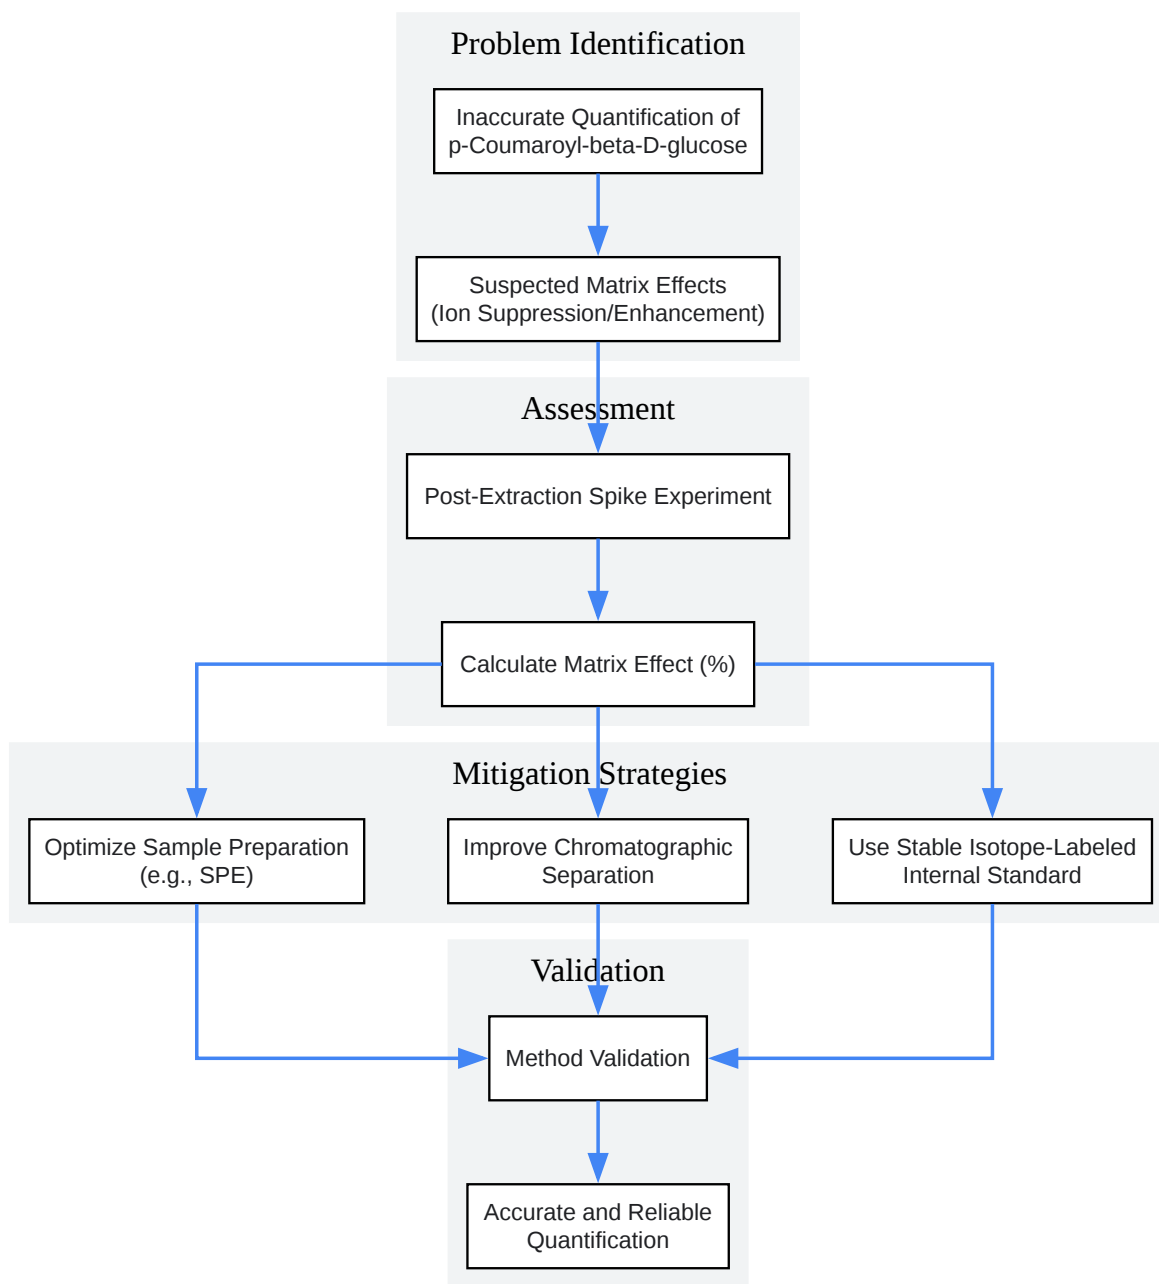 Problem Identification
Inaccurate Quantification of
p-Coumaroyl-beta-D-glucose
Suspected Matrix Effects
(Ion Suppression/Enhancement)
Assessment
Post-Extraction Spike Experiment
Calculate Matrix Effect (%)
Mitigation Strategies
Optimize Sample Preparation
(e.g., SPE)
Improve Chromatographic
Separation
Use Stable Isotope-Labeled
Internal Standard
Validation
Method Validation
Accurate and Reliable
Quantification